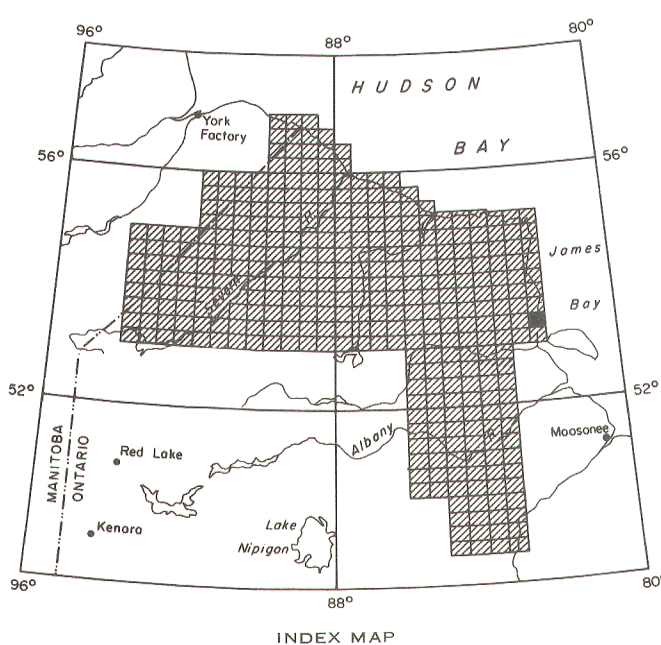 96°
88°
80°
HUDSON
BAY
York
Factory
56°
56°
James
Bay
Severn
R.
52°
52°
MANITOBA
ONTARIO
Red Lake
Albany
R.
Moosonee
Kenora
Lake
Nipigon
96°
88°
80°
INDEX MAP